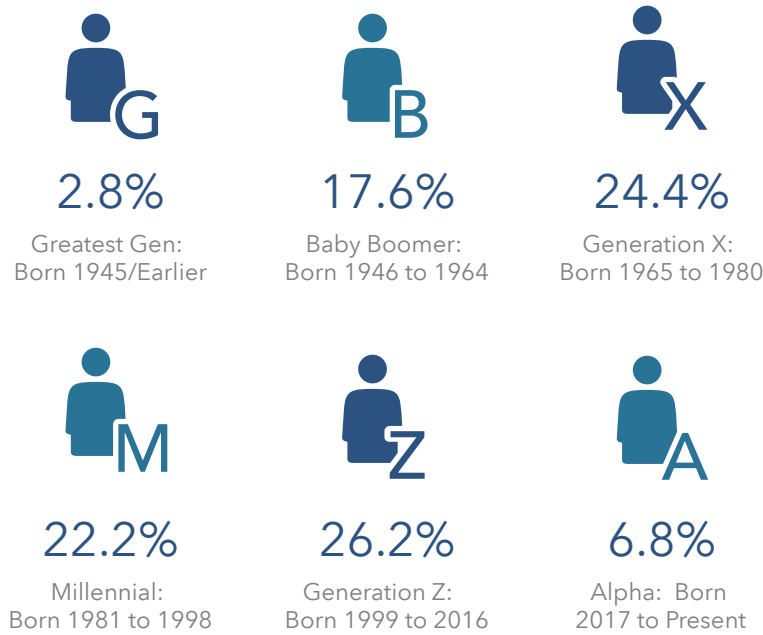 G
B
X
2.8%
17.6%
24.4%
Greatest Gen:
Born 1945/Earlier
Baby Boomer:
Born 1946 to 1964
Generation X:
Born 1965 to 1980
M
Z
A
22.2%
26.2%
6.8%
Millennial:
Born 1981 to 1998
Generation Z:
Born 1999 to 2016
Alpha:  Born
2017 to Present